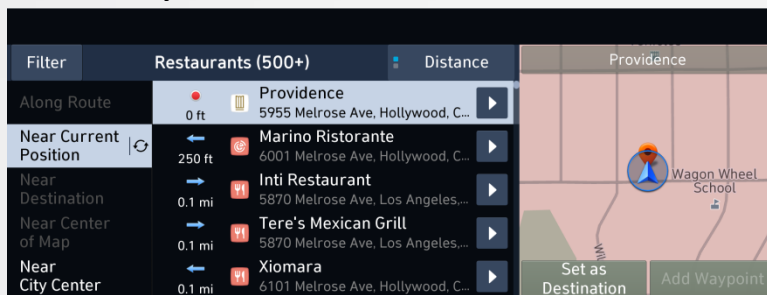 Filter
Restaurants (500+)
Distance
Along Route
Near Current
Position
Near
Destination
Near Center
of Map
Near
City Center
0 ft
Providence
5955 Melrose Ave, Hollywood, C...
250 ft
Marino Ristorante
6001 Melrose Ave, Hollywood, C...
0.1 mi
Inti Restaurant
5870 Melrose Ave, Los Angeles,...
0.1 mi
Tere's Mexican Grill
5870 Melrose Ave, Los Angeles,...
0.1 mi
Xiomara
6101 Melrose Ave, Hollywood, C...
Providence
Wagon Wheel
School
Set as
Destination
Add Waypoint